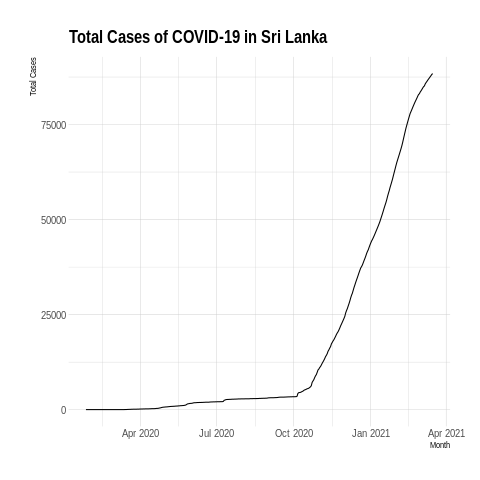 Total Cases of COVID-19 in Sri Lanka
Total Cases
75000
50000
25000
0
Apr 2020 Jul 2020 Oct 2020 Jan 2021 Apr 2021
Month